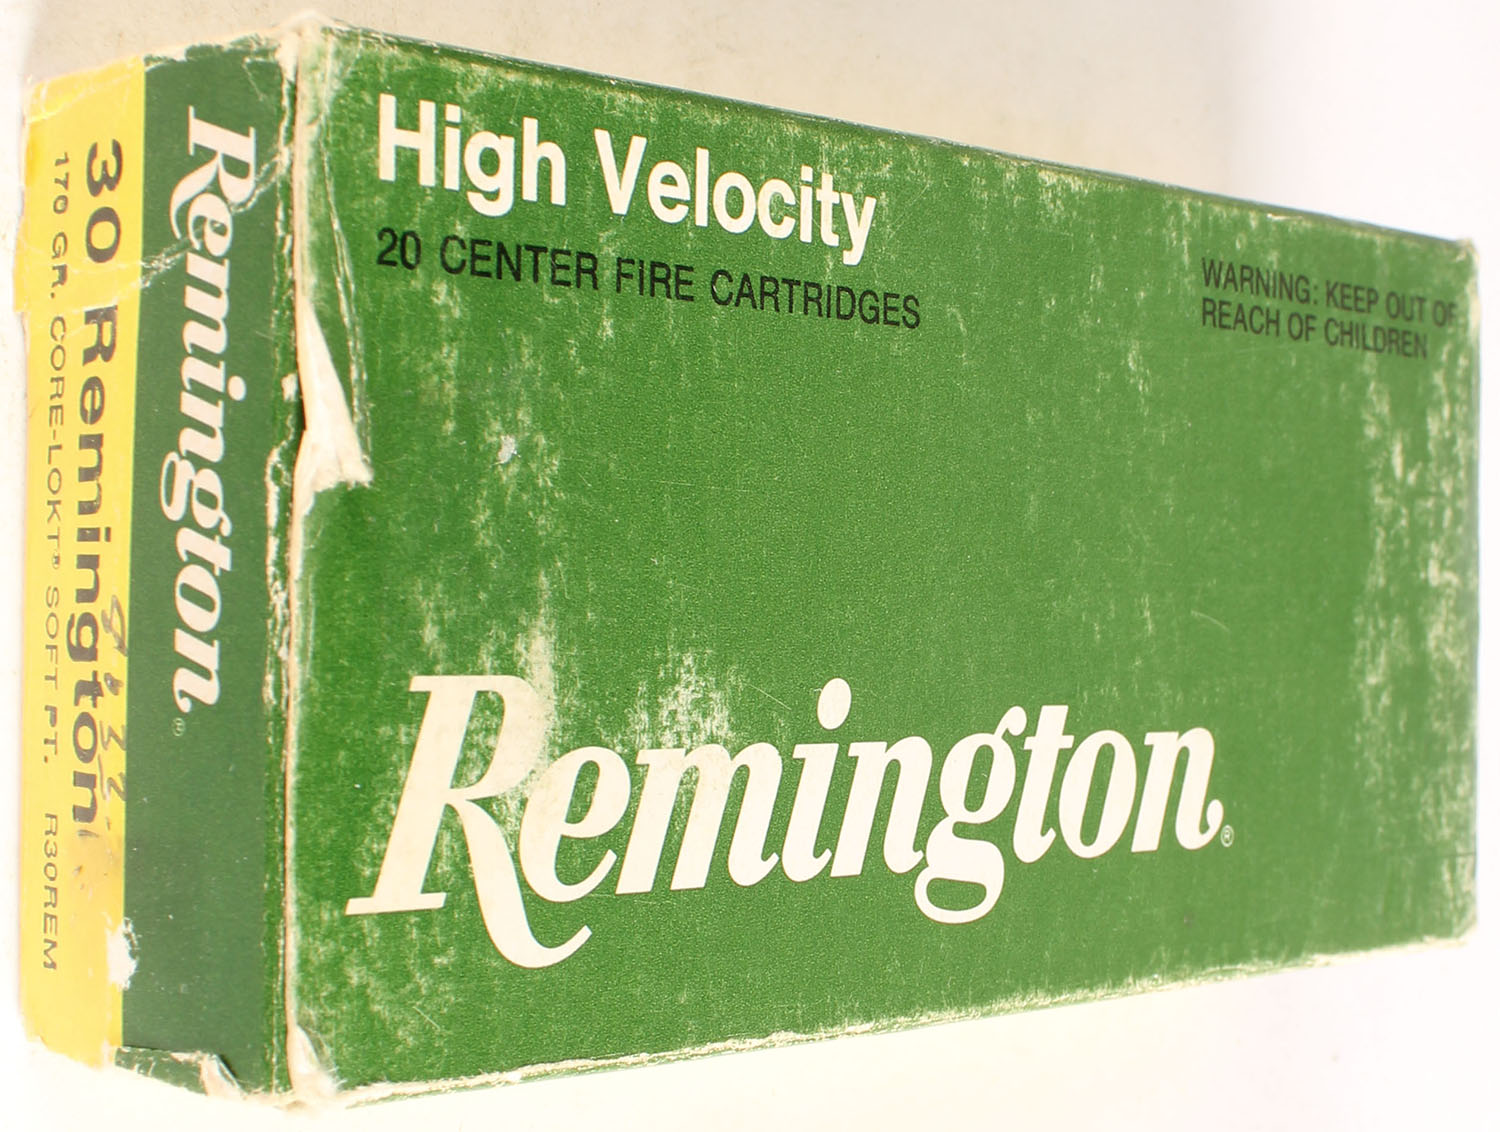 High Velocity
20 CENTER FIRE CARTRIDGES
WARNING: KEEP OUT OF
REACH OF CHILDREN
Remington®
Remington®
30 Remington
170 GR. CORE-LOKT® SOFT PT. R30REM